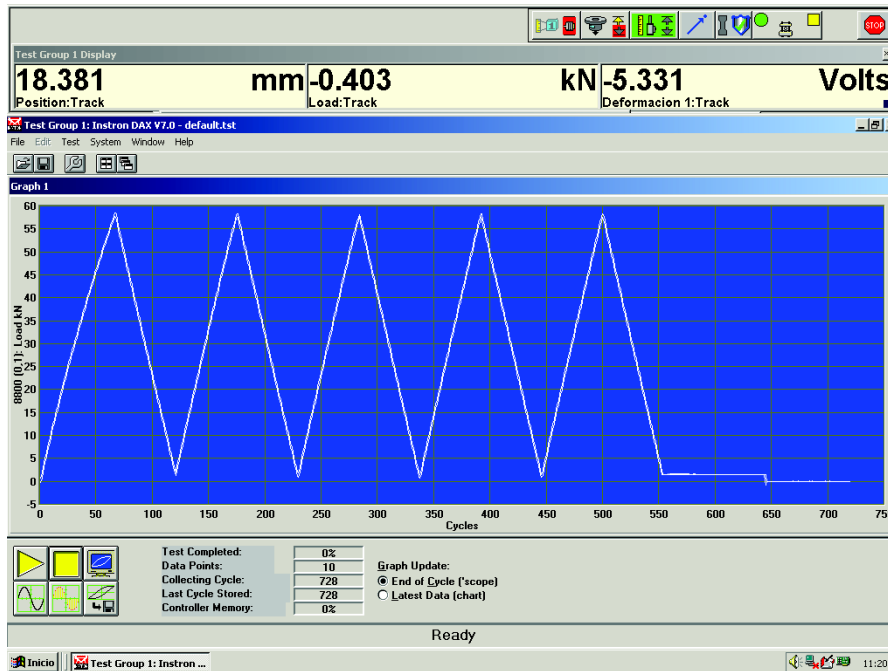 STOP
Test Group 1 Display
18.381 mm -0.403 kN -5.331 Volts
Position:Track Load:Track Deformacion 1:Track
Test Group 1: Instron DAX V7.0 - default.tst
File Edit Test System Window Help
Graph 1
60
55
50
45
40
35
30
25
20
15
10
5
0
-5
8800 (0,1): Load kN
0 50 100 150 200 250 300 350 400 450 500 550 600 650 700 75
Cycles
Test Completed: 0%
Data Points: 10
Collecting Cycle: 728
Last Cycle Stored: 728
Controller Memory: 0%
Graph Update:
End of Cycle ('scope)
Latest Data (chart)
Ready
Inicio Test Group 1: Instron ... 11:20